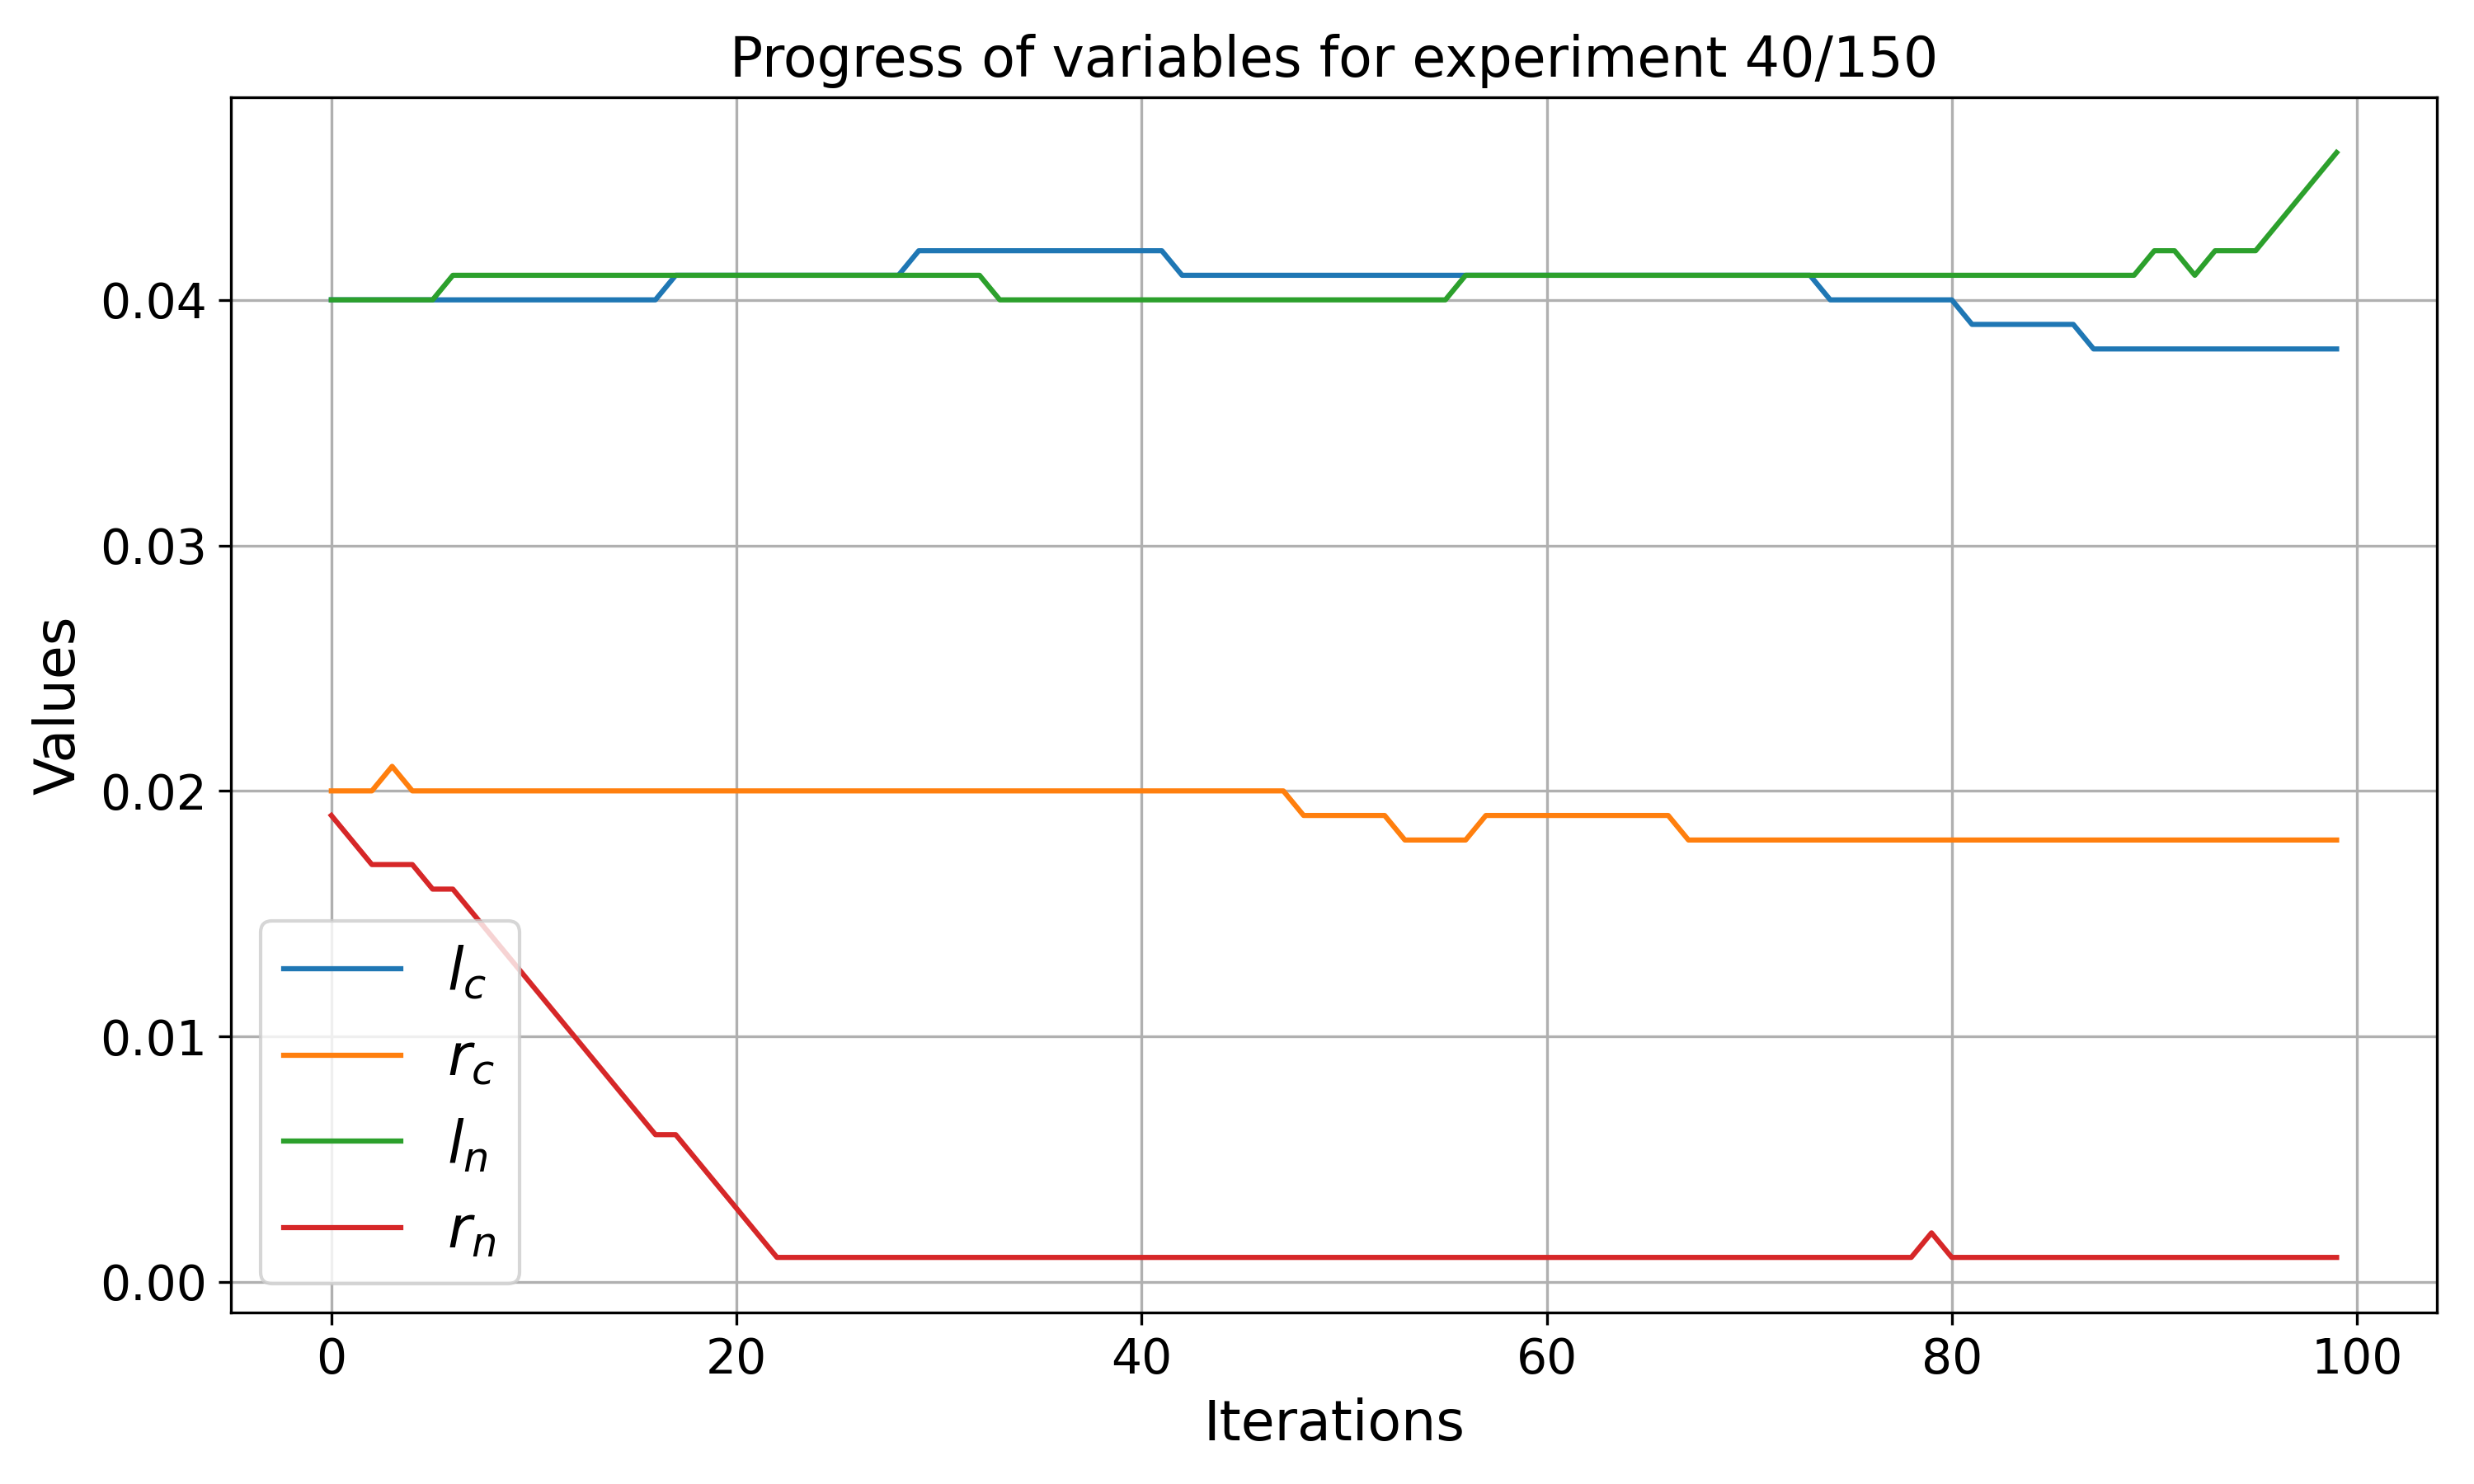 Progress of variables for experiment 40/150
Values
0.04
0.03
0.02
0.01
0.00
l_c
r_c
l_n
r_n
0 20 40 60 80 100
Iterations